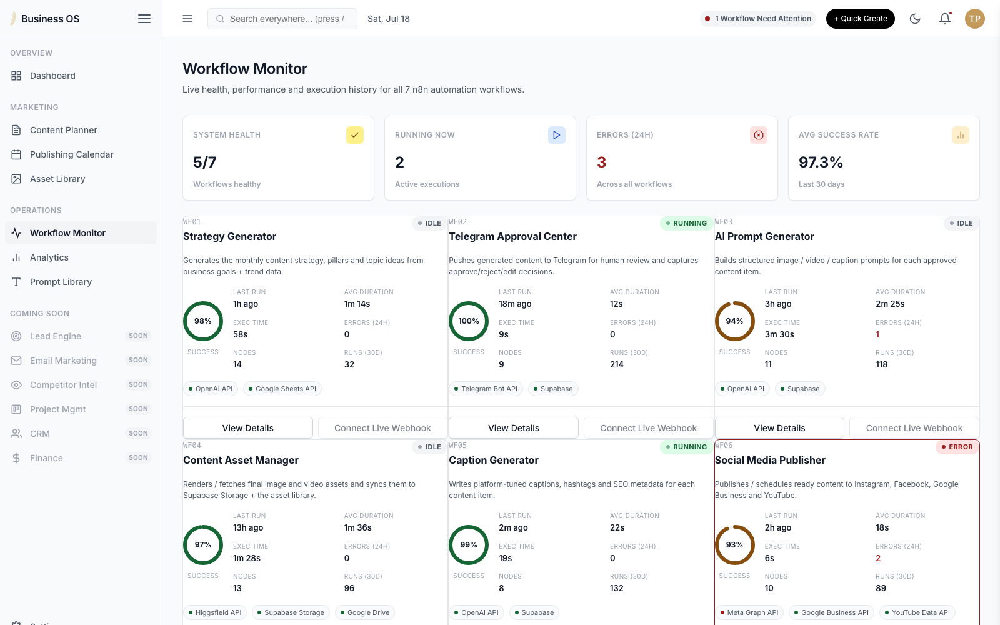 Business OS
Search everywhere... (press /
Sat, Jul 18
1 Workflow Need Attention
+ Quick Create
TP
OVERVIEW
Dashboard
MARKETING
Content Planner
Publishing Calendar
Asset Library
OPERATIONS
Workflow Monitor
Analytics
Prompt Library
COMING SOON
Lead Engine SOON
Email Marketing SOON
Competitor Intel SOON
Project Mgmt SOON
CRM SOON
Finance SOON
Workflow Monitor
Live health, performance and execution history for all 7 n8n automation workflows.
SYSTEM HEALTH
5/7
Workflows healthy
RUNNING NOW
2
Active executions
ERRORS (24H)
3
Across all workflows
AVG SUCCESS RATE
97.3%
Last 30 days
WF01 IDLE
Strategy Generator
Generates the monthly content strategy, pillars and topic ideas from
business goals + trend data.
98%
SUCCESS
LAST RUN AVG DURATION
1h ago 1m 14s
EXEC TIME ERRORS (24H)
58s 0
NODES RUNS (30D)
14 32
OpenAI API Google Sheets API
View Details Connect Live Webhook
WF02 RUNNING
Telegram Approval Center
Pushes generated content to Telegram for human review and captures
approve/reject/edit decisions.
100%
SUCCESS
LAST RUN AVG DURATION
18m ago 12s
EXEC TIME ERRORS (24H)
9s 0
NODES RUNS (30D)
9 214
Telegram Bot API Supabase
View Details Connect Live Webhook
WF03 IDLE
AI Prompt Generator
Builds structured image / video / caption prompts for each approved
content item.
94%
SUCCESS
LAST RUN AVG DURATION
3h ago 2m 25s
EXEC TIME ERRORS (24H)
3m 30s 1
NODES RUNS (30D)
11 118
OpenAI API Supabase
View Details Connect Live Webhook
WF04 IDLE
Content Asset Manager
Renders / fetches final image and video assets and syncs them to
Supabase Storage + the asset library.
97%
SUCCESS
LAST RUN AVG DURATION
13h ago 1m 36s
EXEC TIME ERRORS (24H)
1m 28s 0
NODES RUNS (30D)
13 96
Higgsfield API Supabase Storage Google Drive
WF05 RUNNING
Caption Generator
Writes platform-tuned captions, hashtags and SEO metadata for each
content item.
99%
SUCCESS
LAST RUN AVG DURATION
2m ago 22s
EXEC TIME ERRORS (24H)
19s 0
NODES RUNS (30D)
8 132
OpenAI API Supabase
WF06 ERROR
Social Media Publisher
Publishes / schedules ready content to Instagram, Facebook, Google
Business and YouTube.
93%
SUCCESS
LAST RUN AVG DURATION
2h ago 18s
EXEC TIME ERRORS (24H)
6s 2
NODES RUNS (30D)
10 89
Meta Graph API Google Business API YouTube Data API